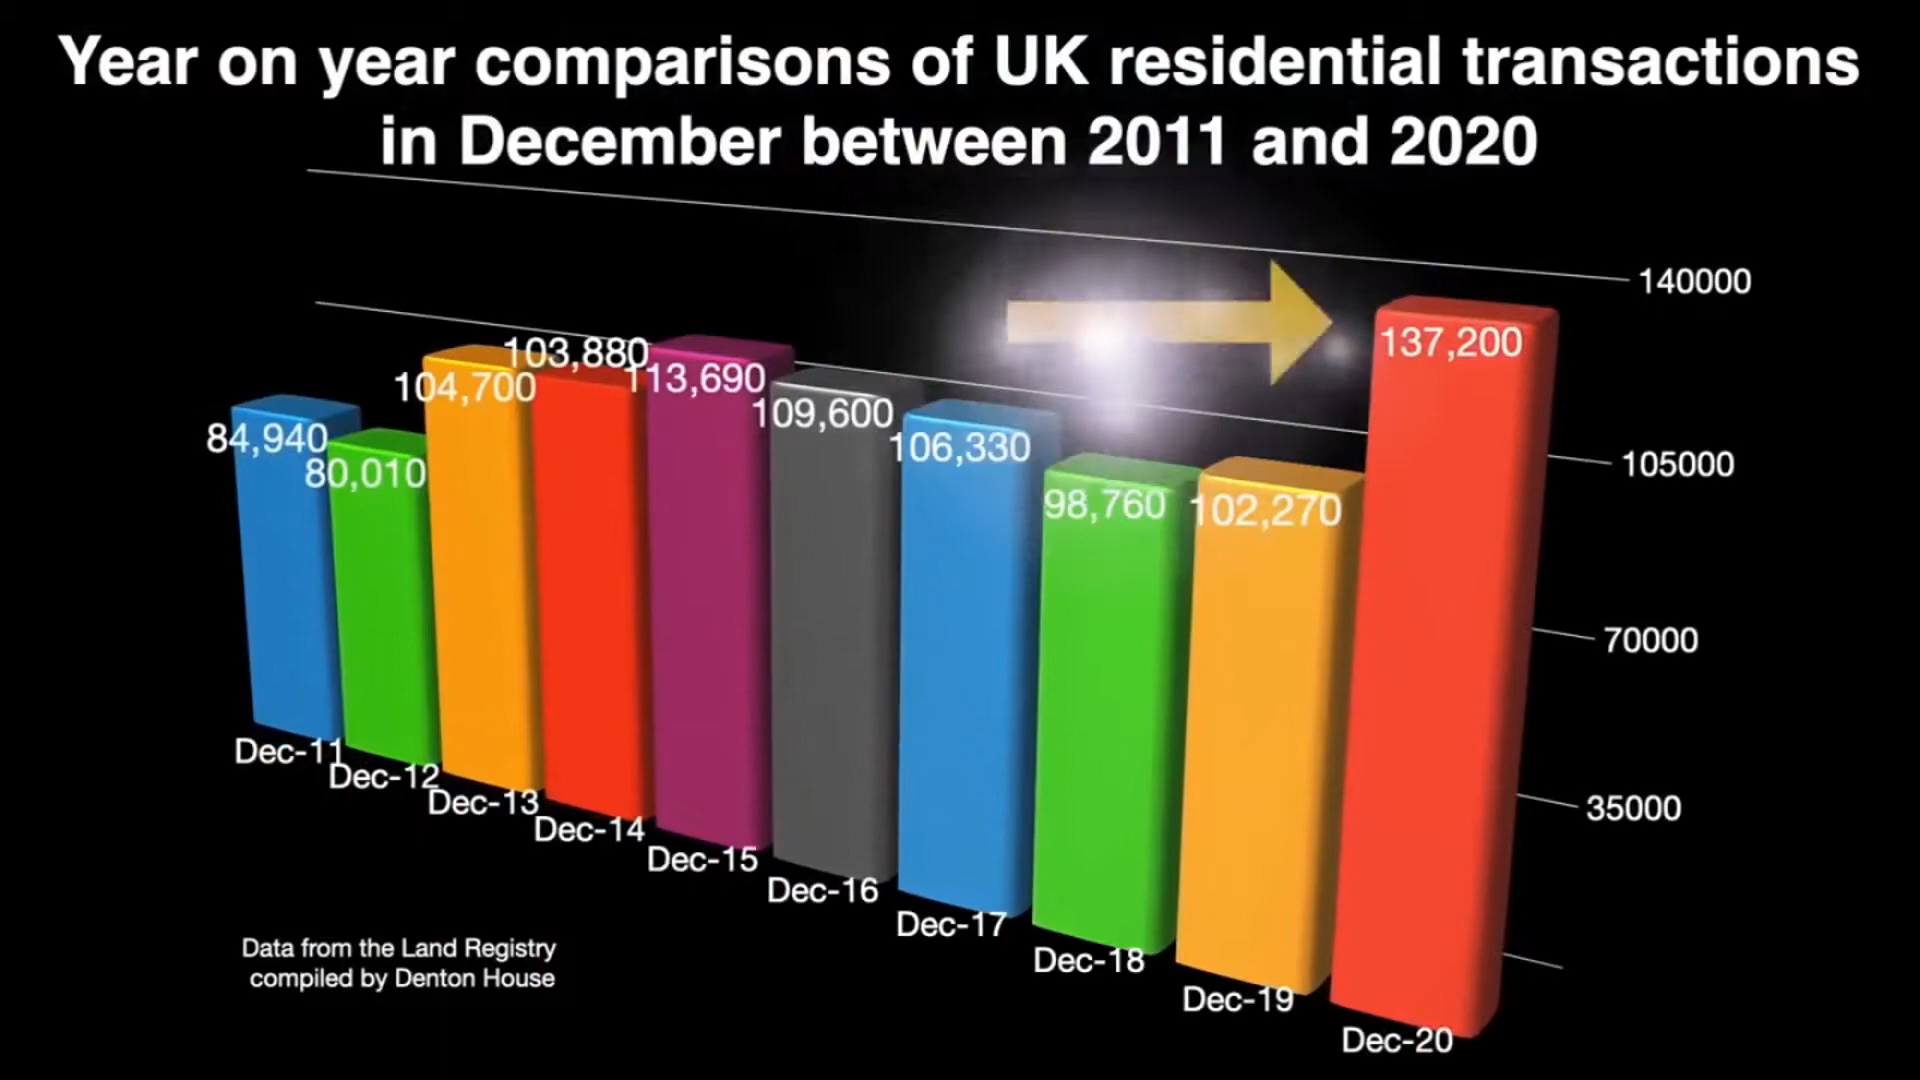 Year on year comparisons of UK residential transactions
in December between 2011 and 2020
140000
105000
70000
35000
84,940
80,010
104,700
103,880
113,690
109,600
106,330
98,760
102,270
137,200
Dec-11
Dec-12
Dec-13
Dec-14
Dec-15
Dec-16
Dec-17
Dec-18
Dec-19
Dec-20
Data from the Land Registry
compiled by Denton House